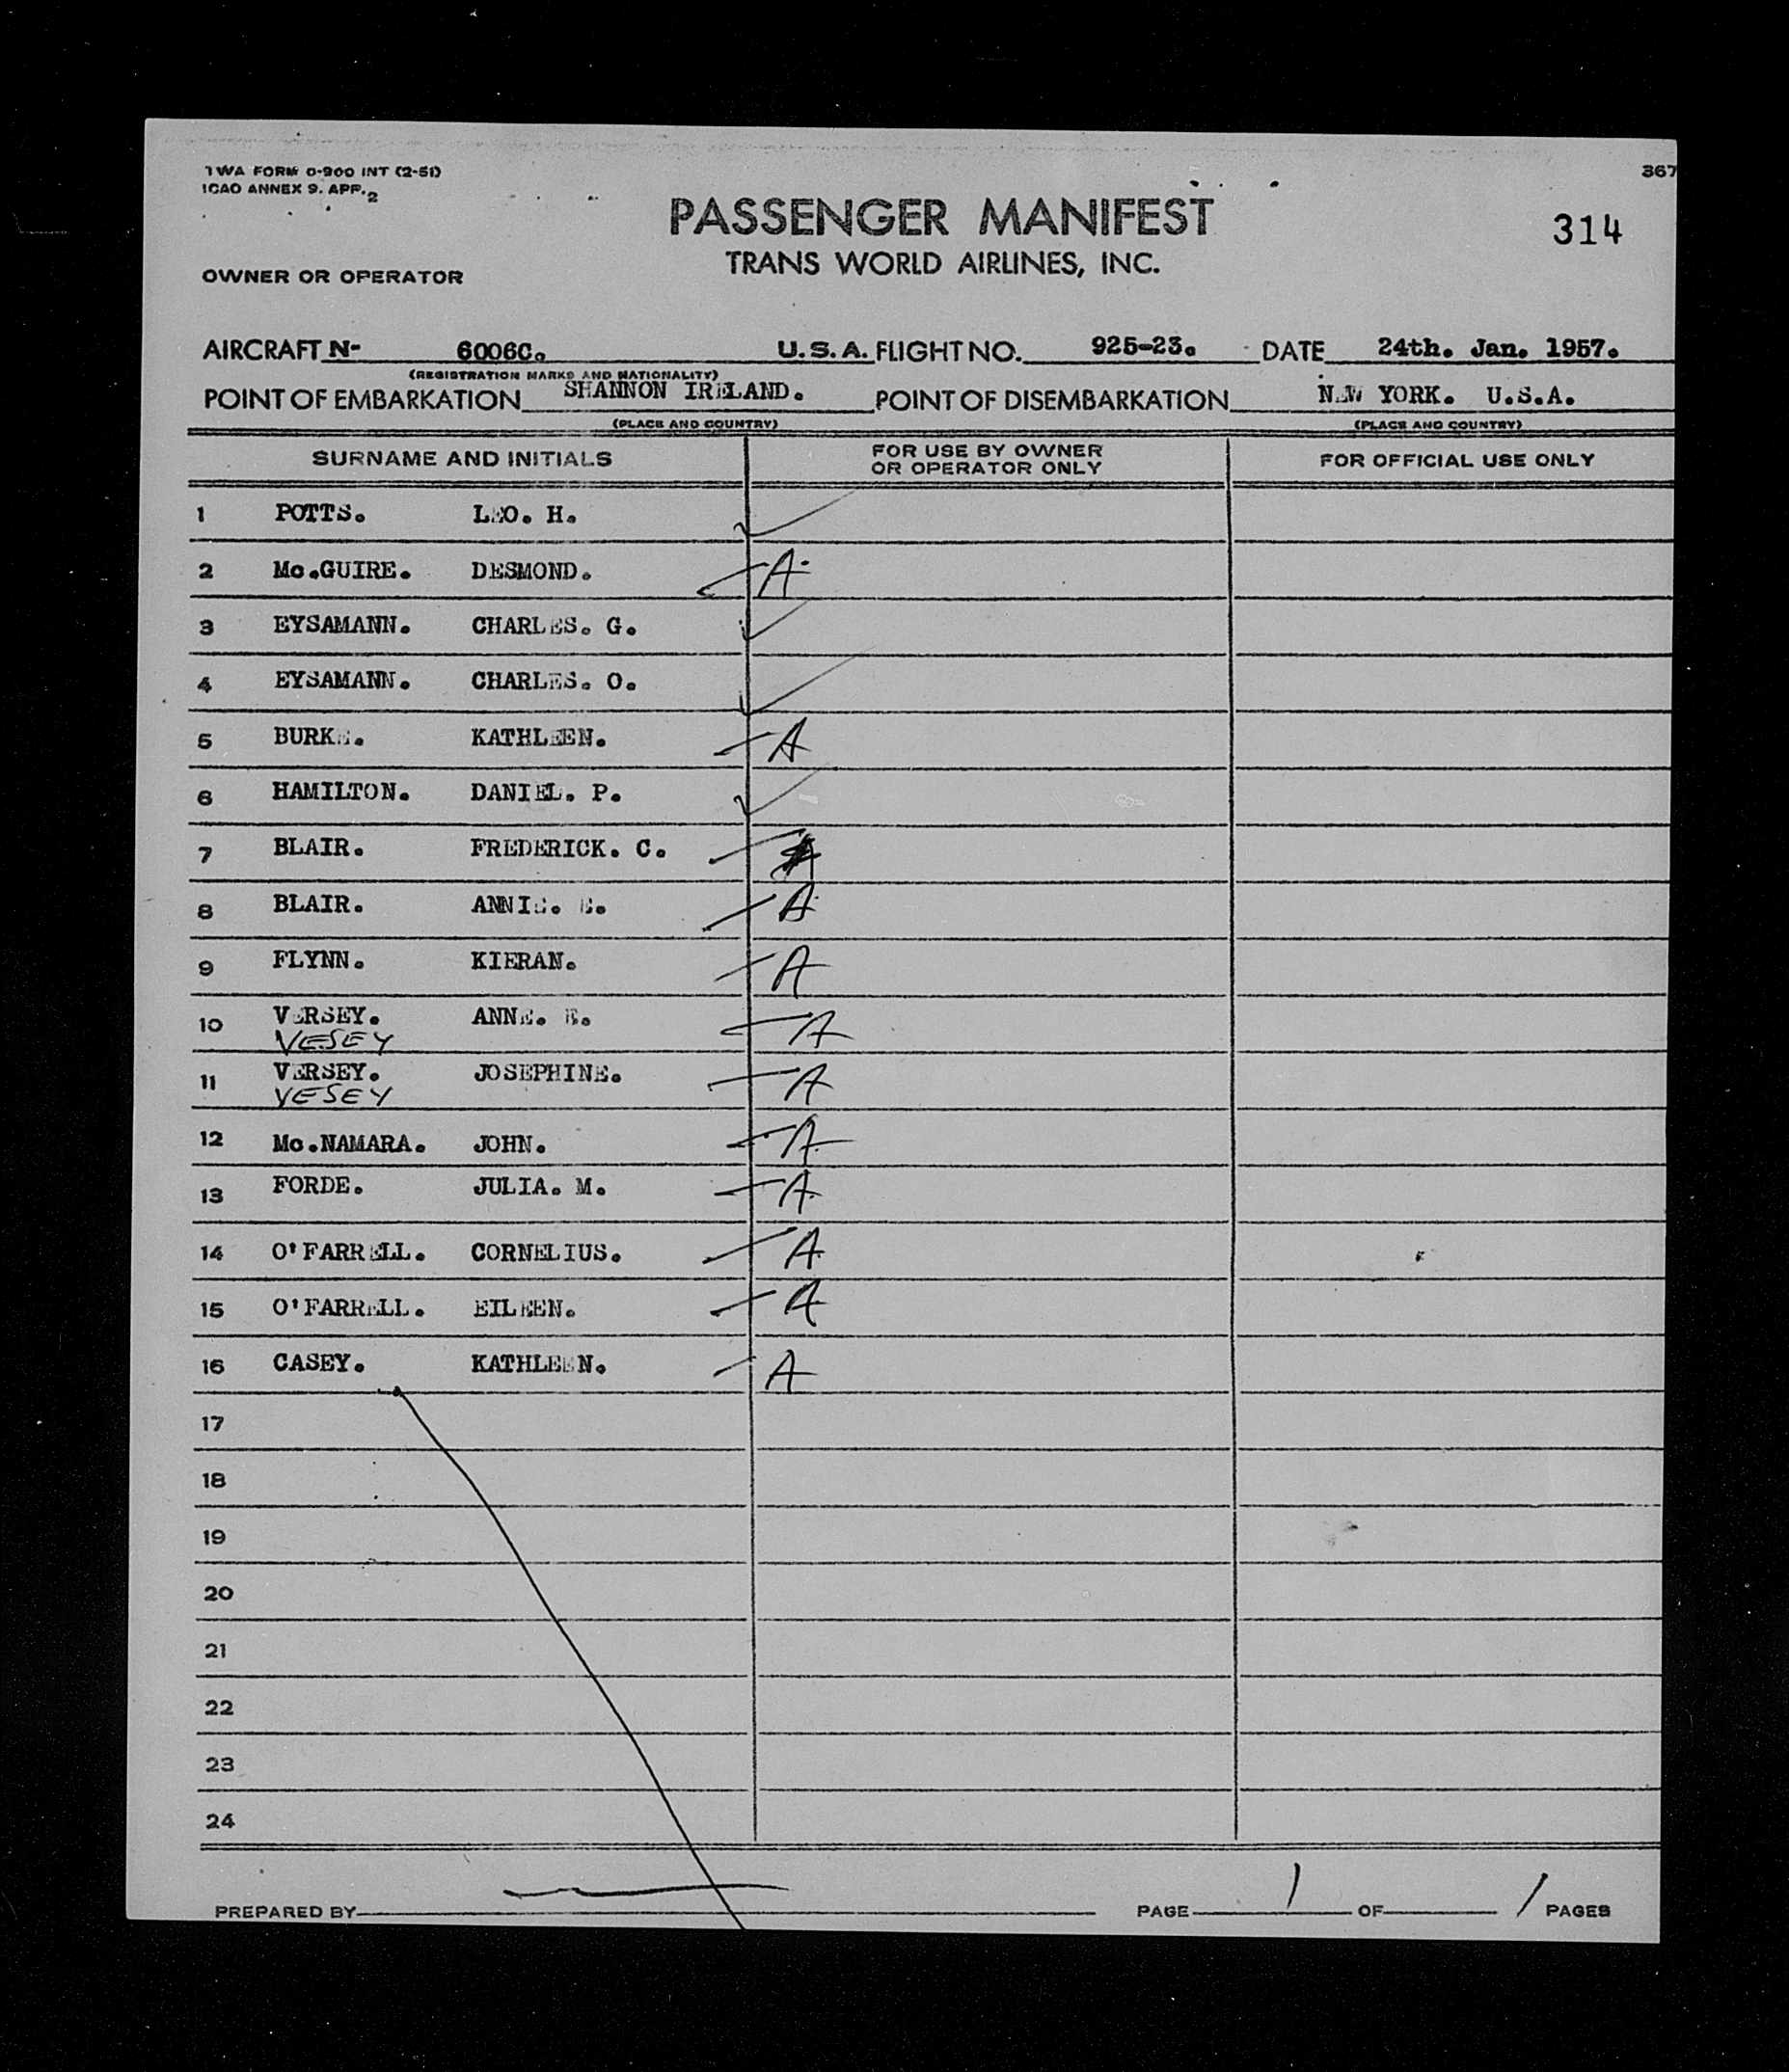 TWA FORM O-900 INT (2-51)
ICAO ANNEX 9. APP. 2
367
PASSENGER MANIFEST
314
TRANS WORLD AIRLINES, INC.
OWNER OR OPERATOR
AIRCRAFT N- 6006C. U.S.A. FLIGHT NO. 925-23. DATE 24th. Jan. 1957.
(REGISTRATION MARKS AND NATIONALITY)
POINT OF EMBARKATION SHANNON IRELAND. POINT OF DISEMBARKATION NEW YORK. U.S.A.
(PLACE AND COUNTRY) (PLACE AND COUNTRY)
SURNAME AND INITIALS FOR USE BY OWNER OR OPERATOR ONLY FOR OFFICIAL USE ONLY
1 POTTS. LEO. H.
2 Mc.GUIRE. DESMOND. A
3 EYSAMANN. CHARLES. G.
4 EYSAMANN. CHARLES. O.
5 BURKE. KATHLEEN. A
6 HAMILTON. DANIEL. P.
7 BLAIR. FREDERICK. C. A
8 BLAIR. ANNIE. E. A
9 FLYNN. KIERAN. A
10 VERSEY. ANNE. E. A
VESEY
11 VERSEY. JOSEPHINE. A
VESEY
12 Mc.NAMARA. JOHN. A
13 FORDE. JULIA. M. A
14 O'FARRELL. CORNELIUS. A
15 O'FARRELL. EILEEN. A
16 CASEY. KATHLEEN. A
17
18
19
20
21
22
23
24
PREPARED BY PAGE 1 OF 1 PAGES